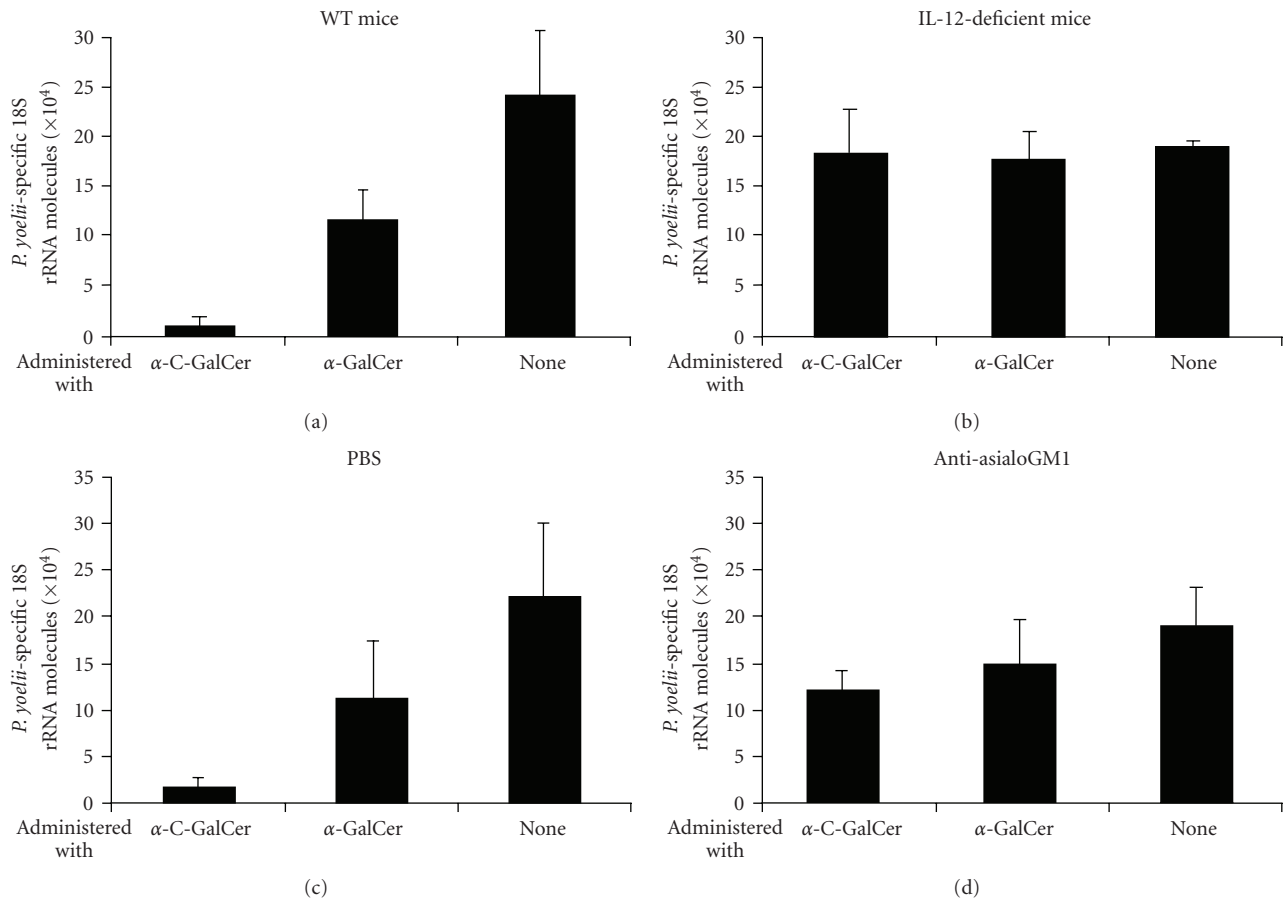 WT mice
P. yoelii-specific 18S
rRNA molecules (×10⁴)
30
25
20
15
10
5
0
Administered
with
α-C-GalCer
α-GalCer
None
(a)
IL-12-deficient mice
P. yoelii-specific 18S
rRNA molecules (×10⁴)
30
25
20
15
10
5
0
Administered
with
α-C-GalCer
α-GalCer
None
(b)
PBS
P. yoelii-specific 18S
rRNA molecules (×10⁴)
35
30
25
20
15
10
5
0
Administered
with
α-C-GalCer
α-GalCer
None
(c)
Anti-asialoGM1
P. yoelii-specific 18S
rRNA molecules (×10⁴)
35
30
25
20
15
10
5
0
Administered
with
α-C-GalCer
α-GalCer
None
(d)